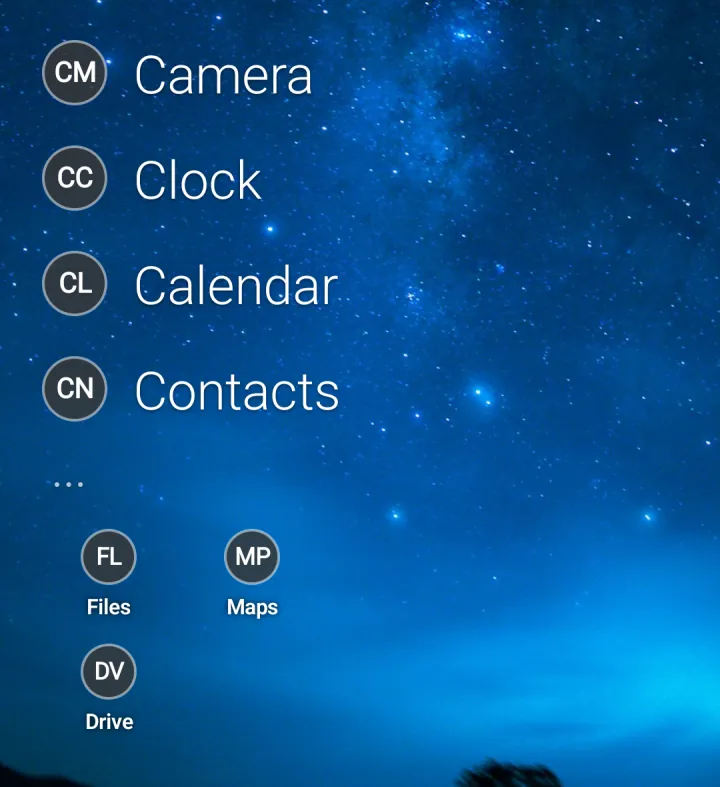 CM Camera
CC Clock
CL Calendar
CN Contacts
...
FL MP
Files Maps
DV
Drive